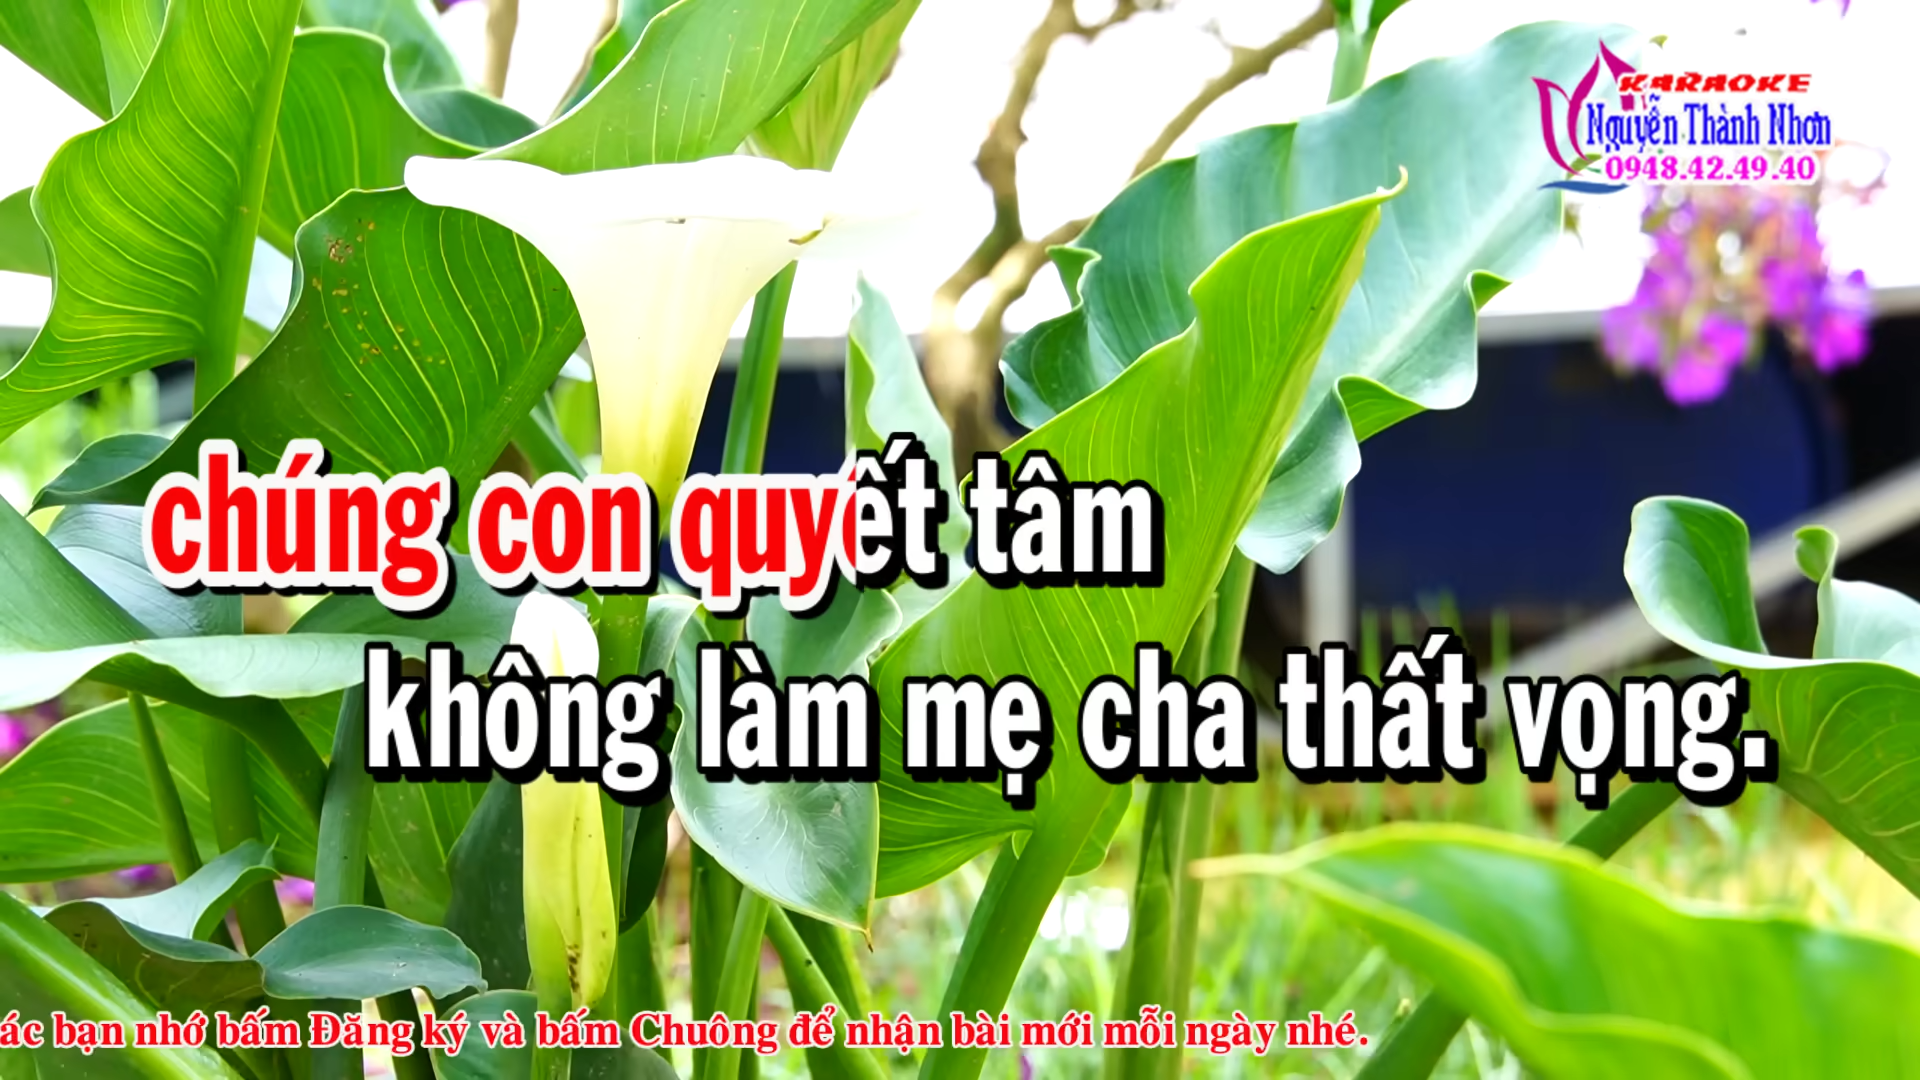 KARAOKE
Nguyễn Thành Nhơn
0948.42.49.40
chúng con quyết tâm
không làm mẹ cha thất vọng.
ác bạn nhớ bấm Đăng ký và bấm Chuông để nhận bài mới mỗi ngày nhé.